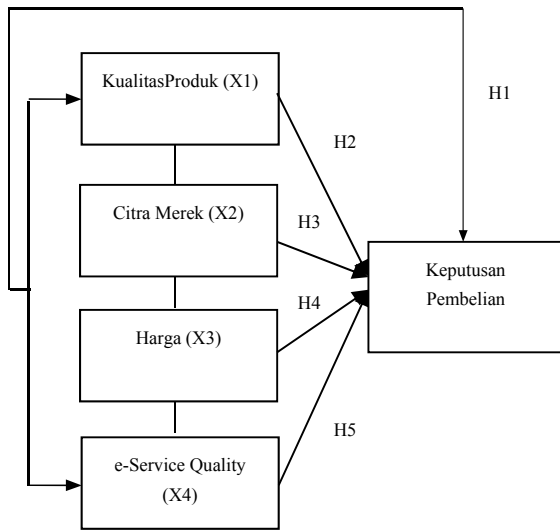 KualitasProduk (X1)
H1
H2
Citra Merek (X2)
H3
Keputusan
Pembelian
H4
Harga (X3)
H5
e-Service Quality
(X4)